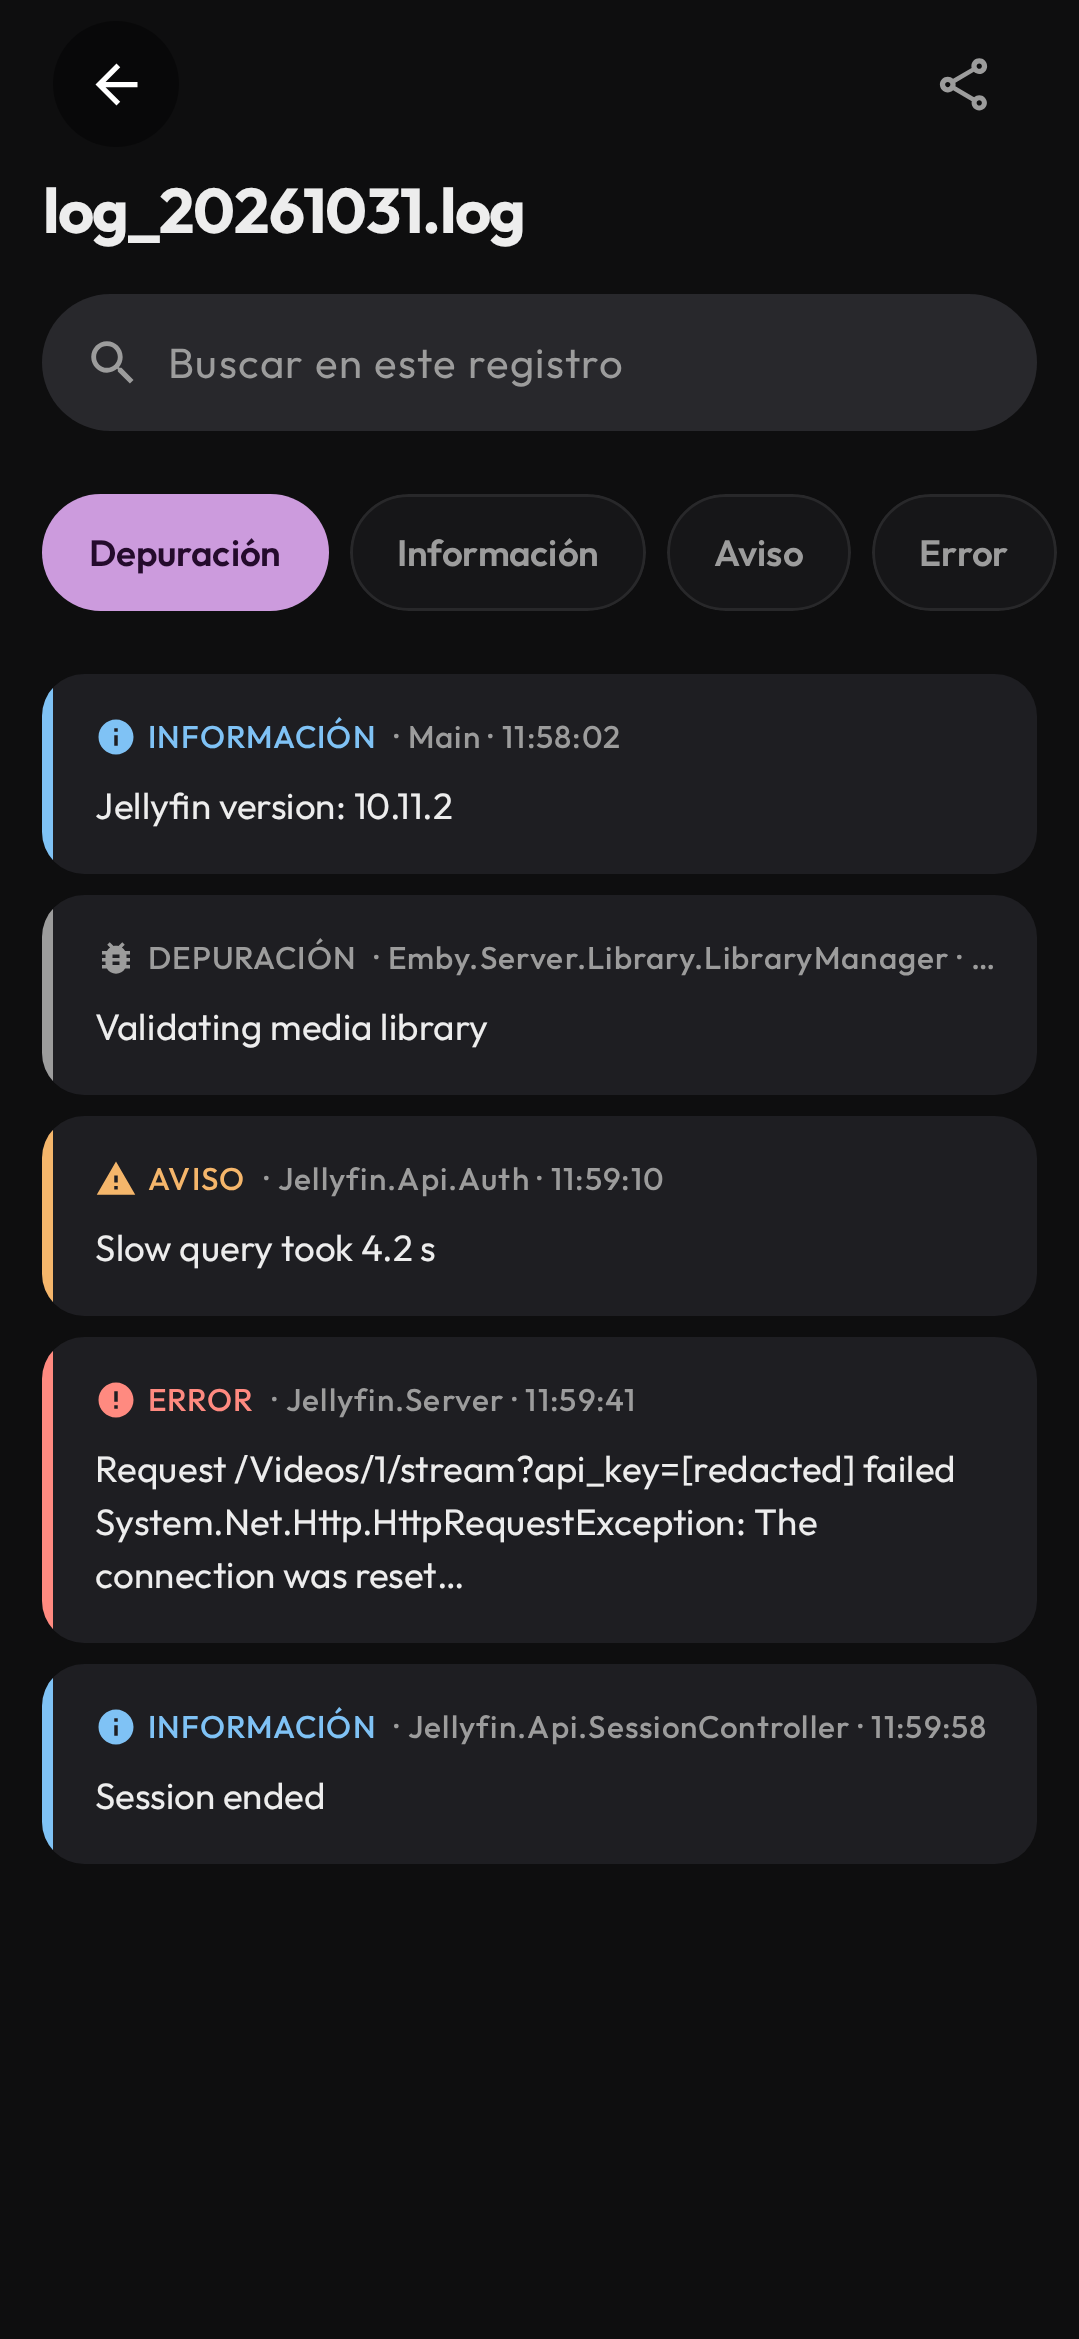 log_20261031.log
Buscar en este registro
Depuración
Información
Aviso
Error
INFORMACIÓN · Main · 11:58:02
Jellyfin version: 10.11.2
DEPURACIÓN · Emby.Server.Library.LibraryManager · …
Validating media library
AVISO · Jellyfin.Api.Auth · 11:59:10
Slow query took 4.2 s
ERROR · Jellyfin.Server · 11:59:41
Request /Videos/1/stream?api_key=[redacted] failed
System.Net.Http.HttpRequestException: The
connection was reset…
INFORMACIÓN · Jellyfin.Api.SessionController · 11:59:58
Session ended